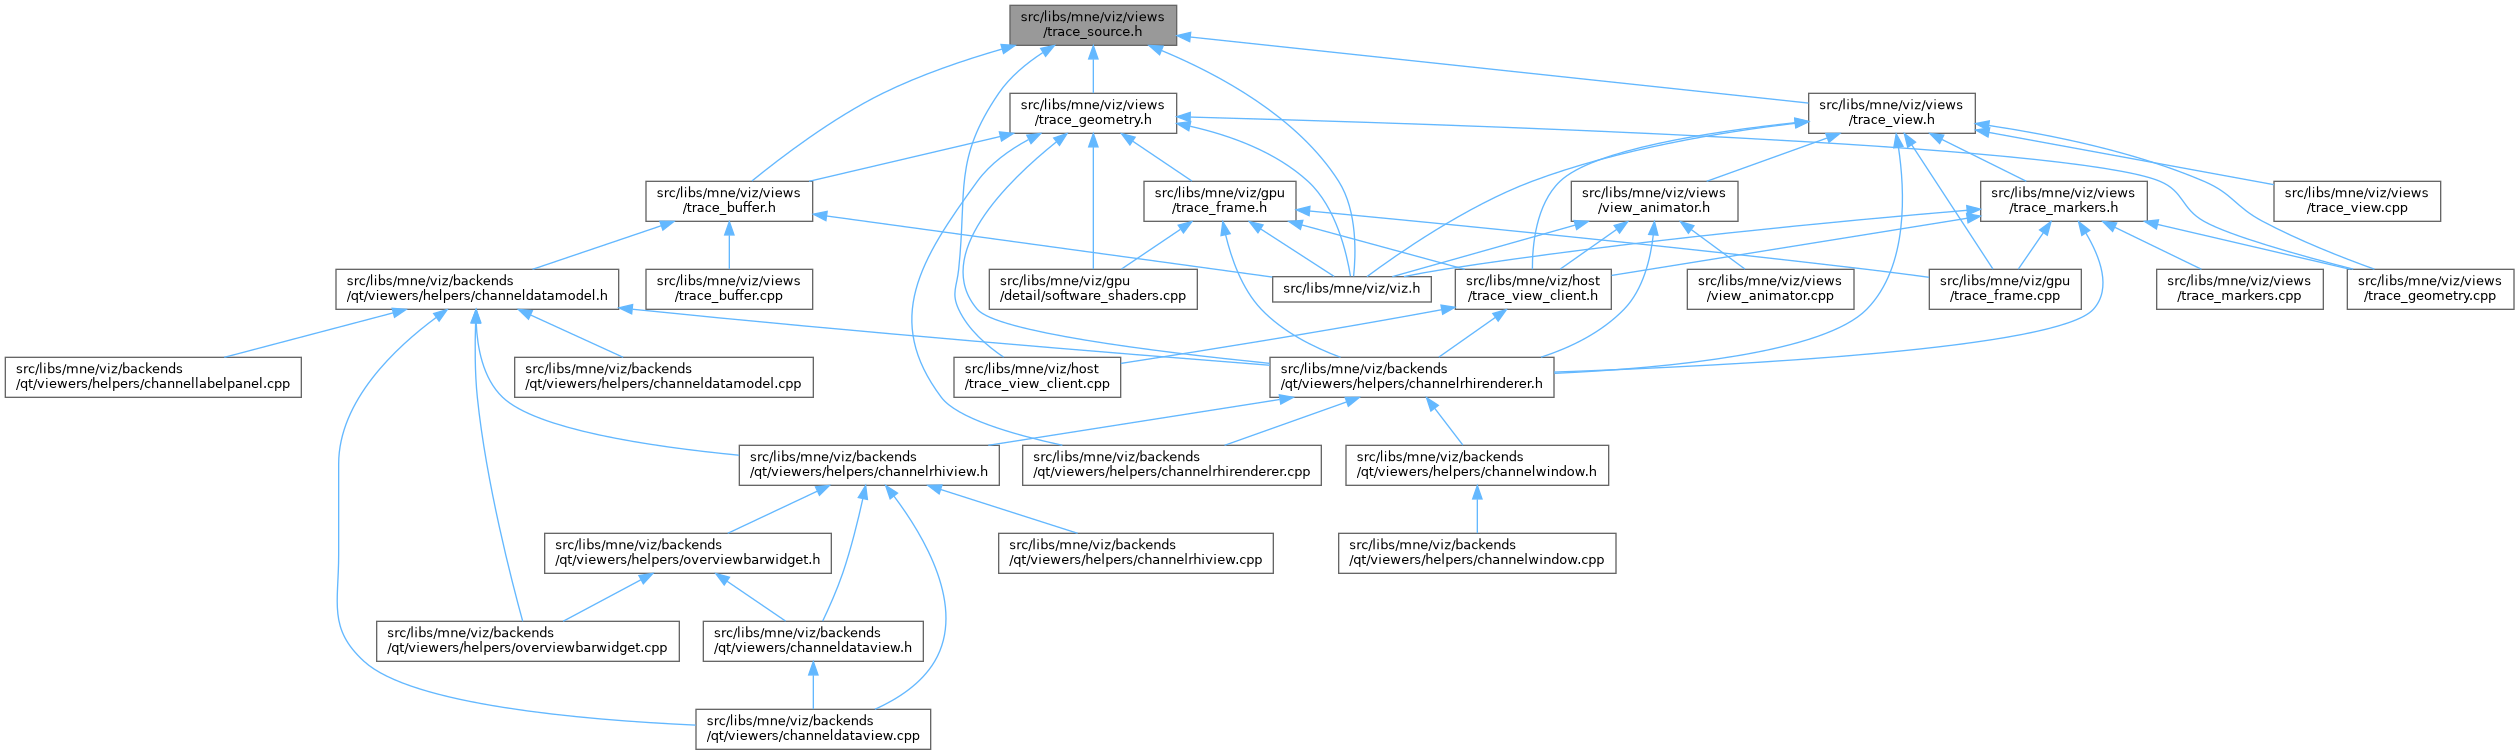 src/libs/mne/viz/views
/trace_source.h
src/libs/mne/viz/views
/trace_geometry.h
src/libs/mne/viz/views
/trace_view.h
src/libs/mne/viz/views
/trace_buffer.h
src/libs/mne/viz/gpu
/trace_frame.h
src/libs/mne/viz/views
/view_animator.h
src/libs/mne/viz/views
/trace_markers.h
src/libs/mne/viz/views
/trace_view.cpp
src/libs/mne/viz/backends
/qt/viewers/helpers/channeldatamodel.h
src/libs/mne/viz/views
/trace_buffer.cpp
src/libs/mne/viz/gpu
/detail/software_shaders.cpp
src/libs/mne/viz/viz.h
src/libs/mne/viz/host
/trace_view_client.h
src/libs/mne/viz/views
/view_animator.cpp
src/libs/mne/viz/gpu
/trace_frame.cpp
src/libs/mne/viz/views
/trace_markers.cpp
src/libs/mne/viz/views
/trace_geometry.cpp
src/libs/mne/viz/backends
/qt/viewers/helpers/channellabelpanel.cpp
src/libs/mne/viz/backends
/qt/viewers/helpers/channeldatamodel.cpp
src/libs/mne/viz/host
/trace_view_client.cpp
src/libs/mne/viz/backends
/qt/viewers/helpers/channelrhirenderer.h
src/libs/mne/viz/backends
/qt/viewers/helpers/channelrhiview.h
src/libs/mne/viz/backends
/qt/viewers/helpers/channelrhirenderer.cpp
src/libs/mne/viz/backends
/qt/viewers/helpers/channelwindow.h
src/libs/mne/viz/backends
/qt/viewers/helpers/overviewbarwidget.h
src/libs/mne/viz/backends
/qt/viewers/helpers/channelrhiview.cpp
src/libs/mne/viz/backends
/qt/viewers/helpers/channelwindow.cpp
src/libs/mne/viz/backends
/qt/viewers/helpers/overviewbarwidget.cpp
src/libs/mne/viz/backends
/qt/viewers/channeldataview.h
src/libs/mne/viz/backends
/qt/viewers/channeldataview.cpp